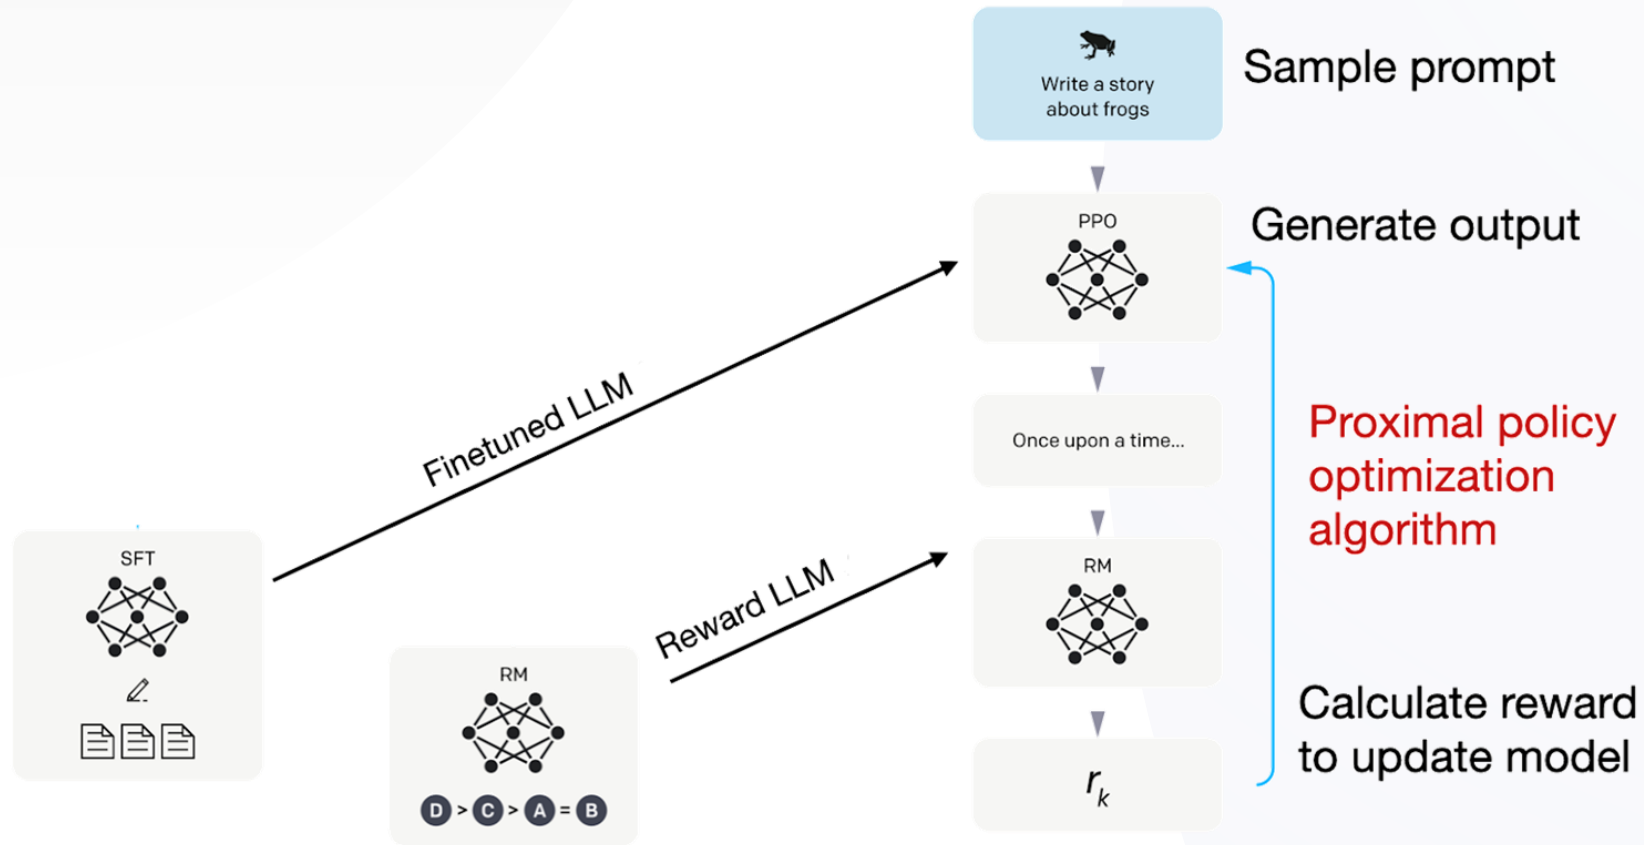 Write a story
about frogs
Sample prompt
PPO
Generate output
Finetuned LLM
Once upon a time...
Proximal policy
optimization
algorithm
SFT
Reward LLM
RM
RM
D > C > A = B
Calculate reward
to update model
r_k